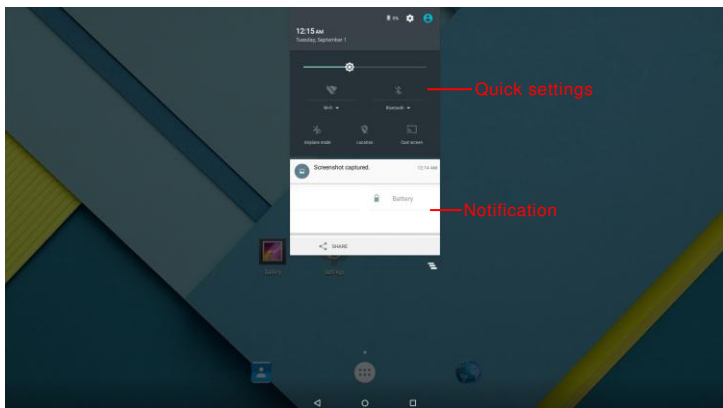 0%
12:15 AM
Tuesday, September 1
Quick settings
Wi-Fi
Bluetooth
Airplane mode
Location
Cast screen
Screenshot captured.
12:14 AM
Battery
Notification
SHARE
Gallery
Settings